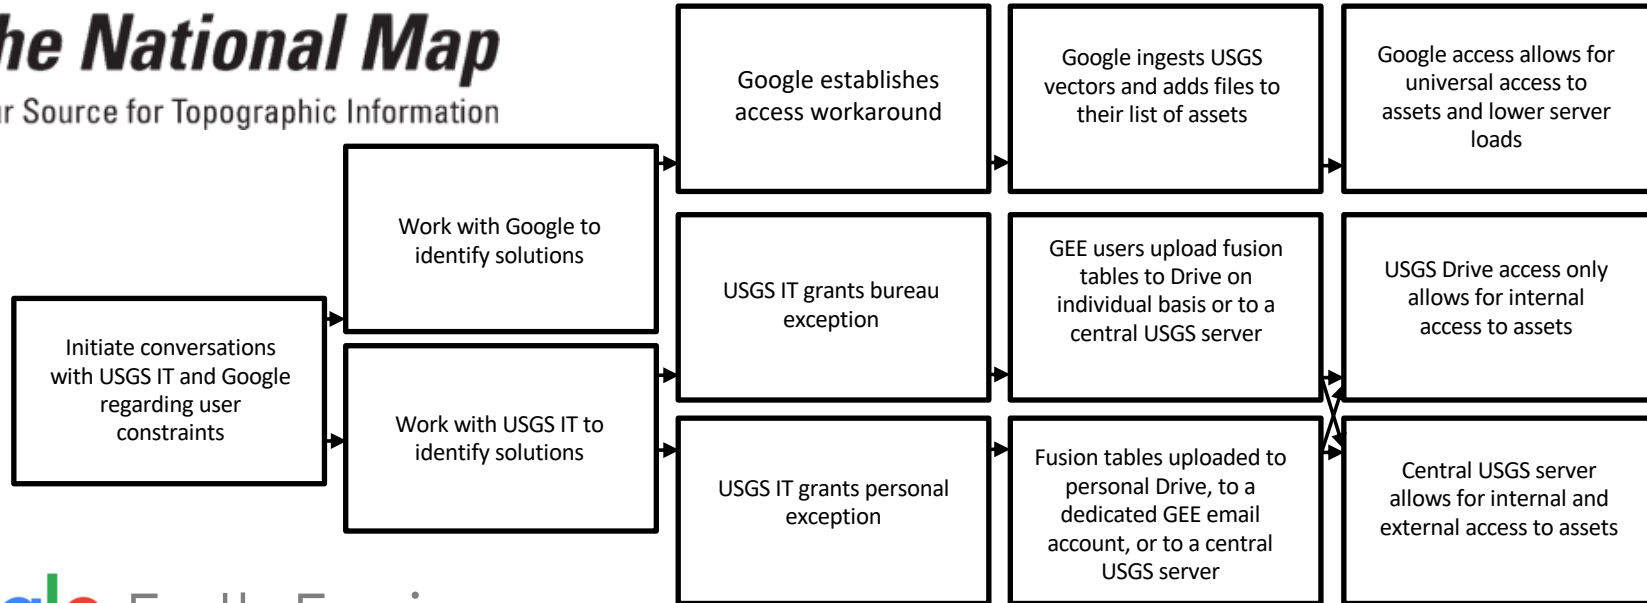 he National Map
ur Source for Topographic Information
Google establishes
access workaround
Google ingests USGS
vectors and adds files to
their list of assets
Google access allows for
universal access to
assets and lower server
loads
Work with Google to
identify solutions
USGS IT grants bureau
exception
GEE users upload fusion
tables to Drive on
individual basis or to a
central USGS server
USGS Drive access only
allows for internal
access to assets
Initiate conversations
with USGS IT and Google
regarding user
constraints
Work with USGS IT to
identify solutions
USGS IT grants personal
exception
Fusion tables uploaded to
personal Drive, to a
dedicated GEE email
account, or to a central
USGS server
Central USGS server
allows for internal and
external access to assets